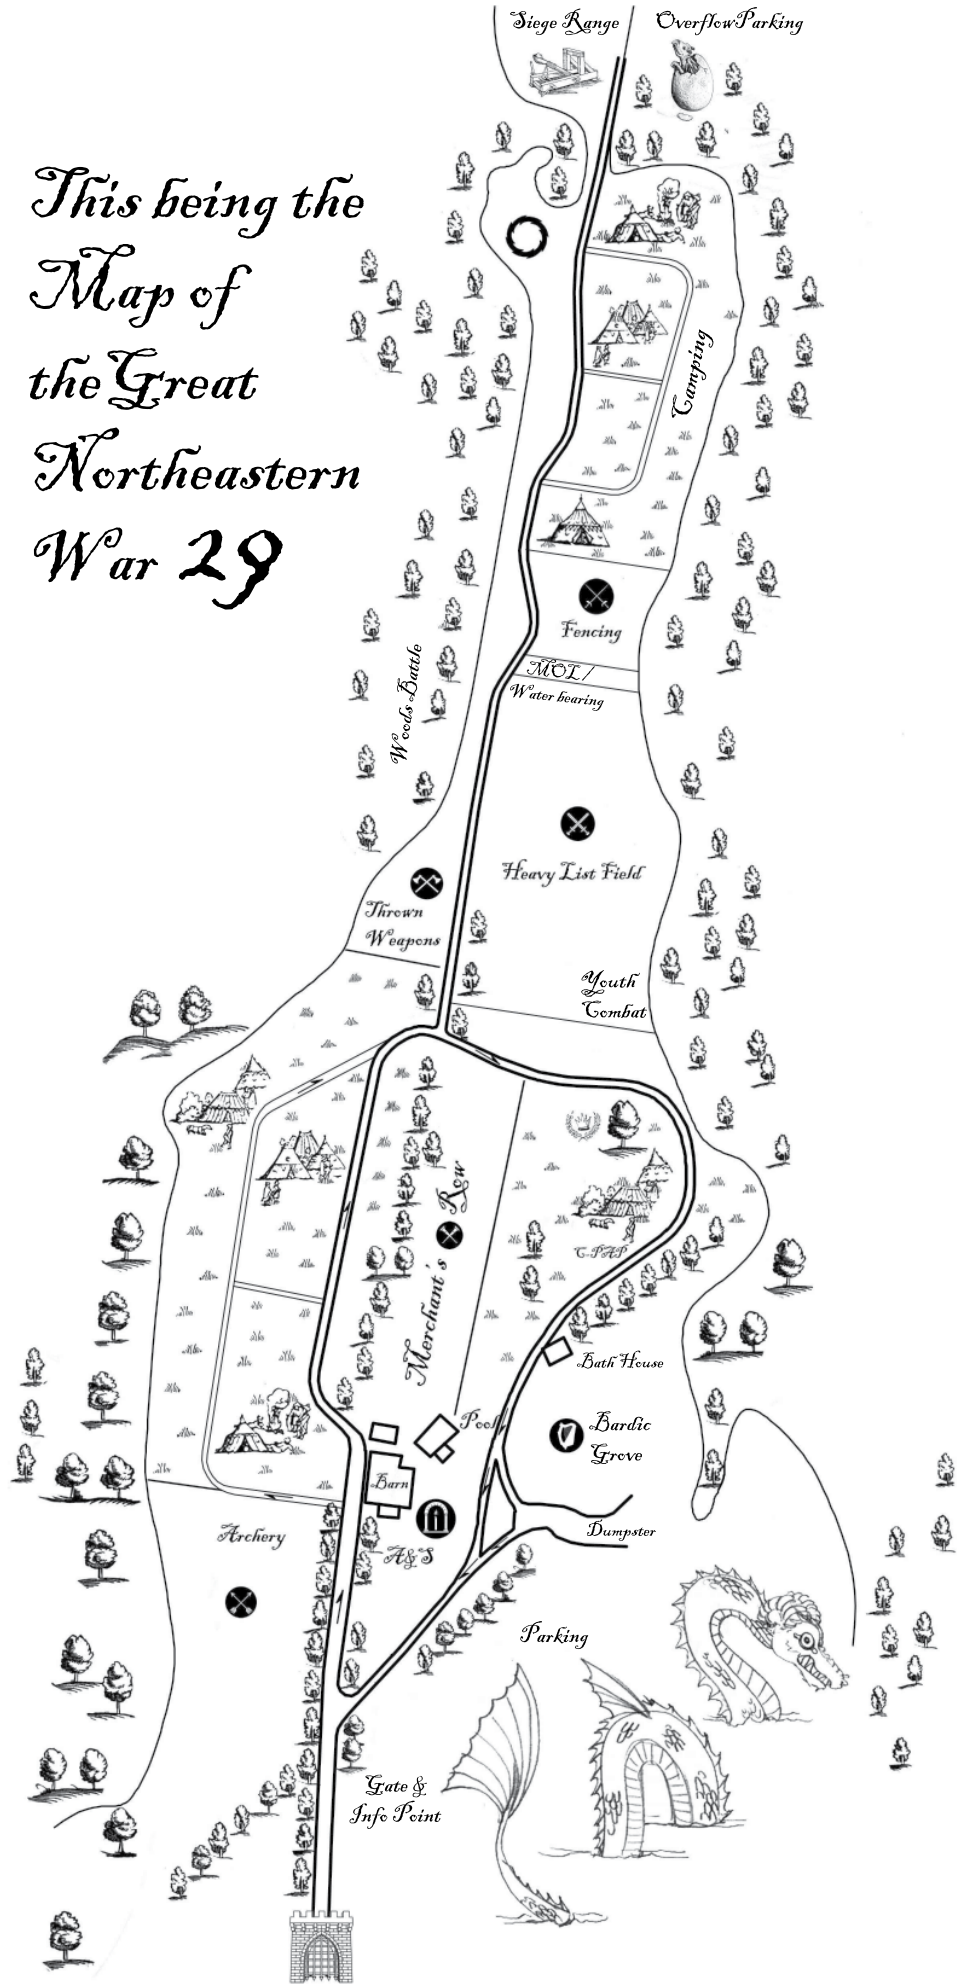 Siege Range
Overflow Parking
This being the
Map of
the Great
Northeastern
War 29
Camping
Fencing
MOL/
Water bearing
Woods Battle
Heavy List Field
Thrown
Weapons
Youth
Combat
Merchant's Row
C-PAP
Bath House
Pool
Bardic
Grove
Barn
Dumpster
A&S
Archery
Parking
Gate &
Info Point